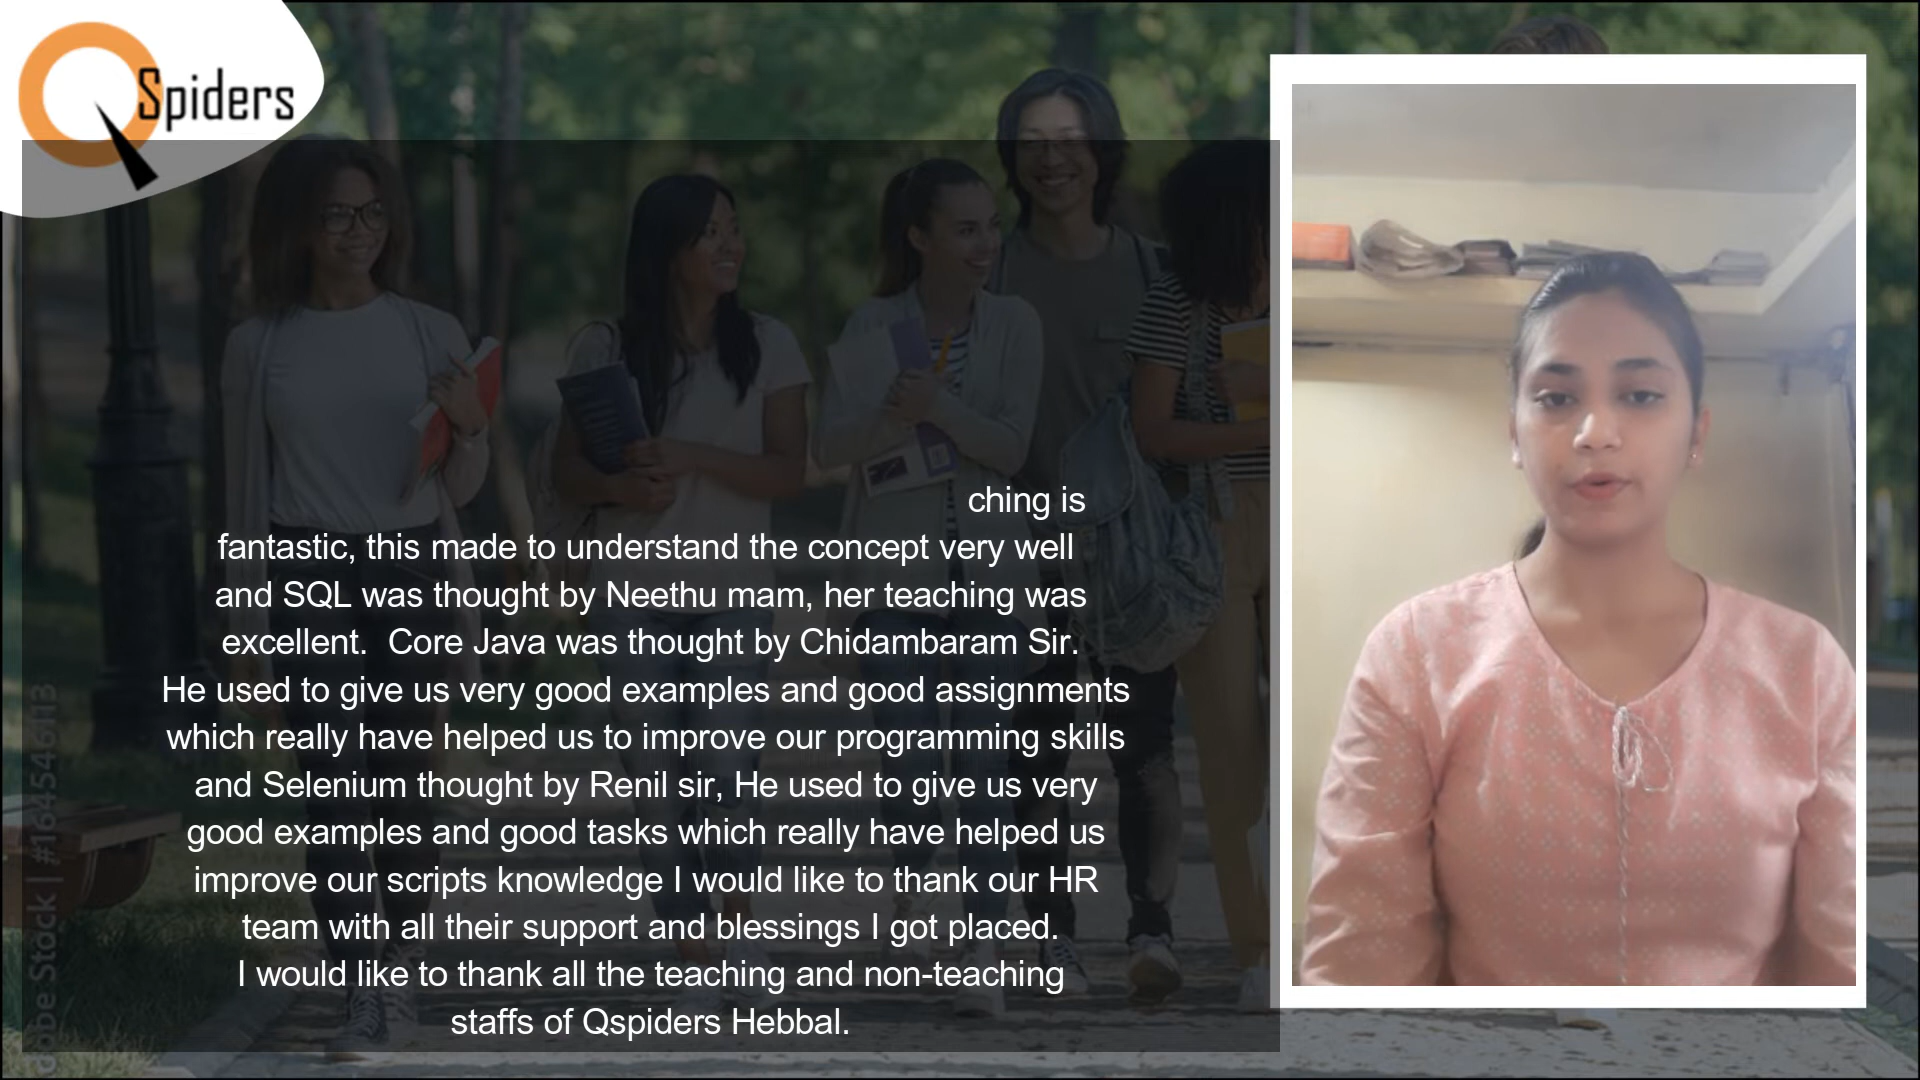 Spiders
ching is
fantastic, this made to understand the concept very well
and SQL was thought by Neethu mam, her teaching was
excellent.  Core Java was thought by Chidambaram Sir.
He used to give us very good examples and good assignments
which really have helped us to improve our programming skills
and Selenium thought by Renil sir, He used to give us very
good examples and good tasks which really have helped us
improve our scripts knowledge I would like to thank our HR
team with all their support and blessings I got placed.
I would like to thank all the teaching and non-teaching
staffs of Qspiders Hebbal.
dobe Stock | #164546113